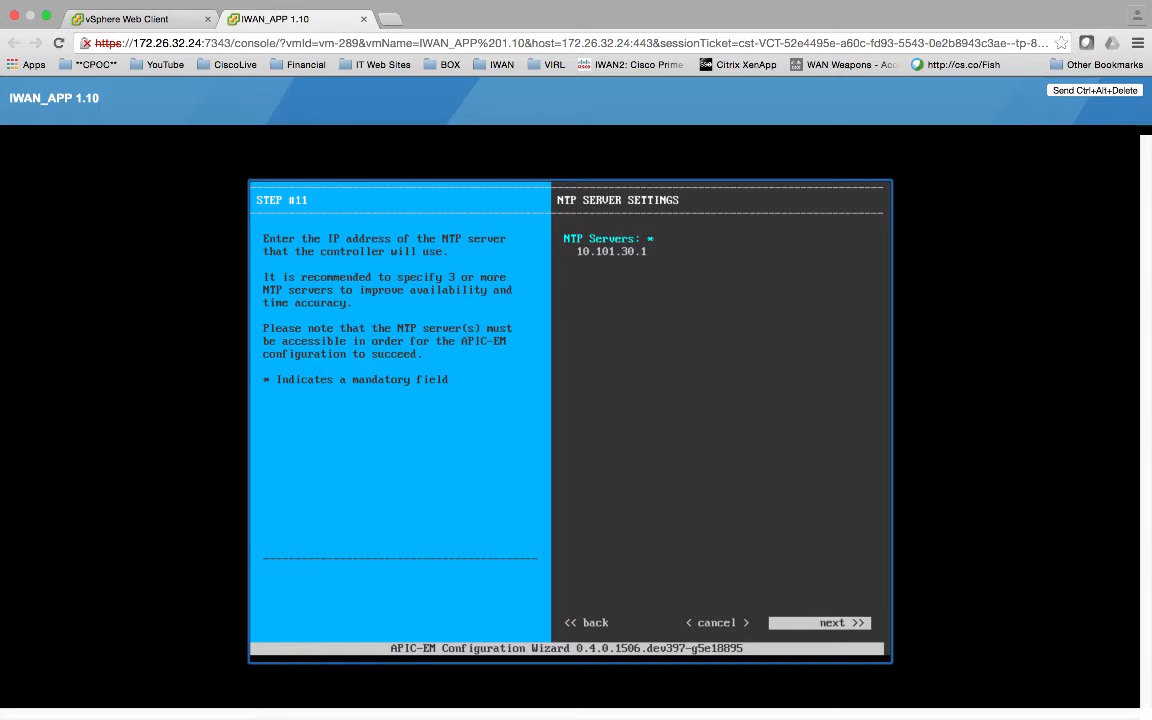 vSphere Web Client
IWAN_APP 1.10
https://172.26.32.24:7343/console/?vmId=vm-289&vmName=IWAN_APP%201.10&host=172.26.32.24:443&sessionTicket=cst-VCT-52e4495e-a60c-fd93-5543-0e2b8943c3ae--tp-8...
Apps **CPOC** YouTube CiscoLive Financial IT Web Sites BOX IWAN VIRL IWAN2: Cisco Prime Citrix XenApp WAN Weapons - Acc http://cs.co/Fish Other Bookmarks
IWAN_APP 1.10
Send Ctrl+Alt+Delete
STEP #11
Enter the IP address of the NTP server
that the controller will use.
It is recommended to specify 3 or more
NTP servers to improve availability and
time accuracy.
Please note that the NTP server(s) must
be accessible in order for the APIC-EM
configuration to succeed.
* Indicates a mandatory field
NTP SERVER SETTINGS
NTP Servers: *
10.101.30.1
<< back < cancel > next >>
APIC-EM Configuration Wizard 0.4.0.1506.dev397-g5e18895